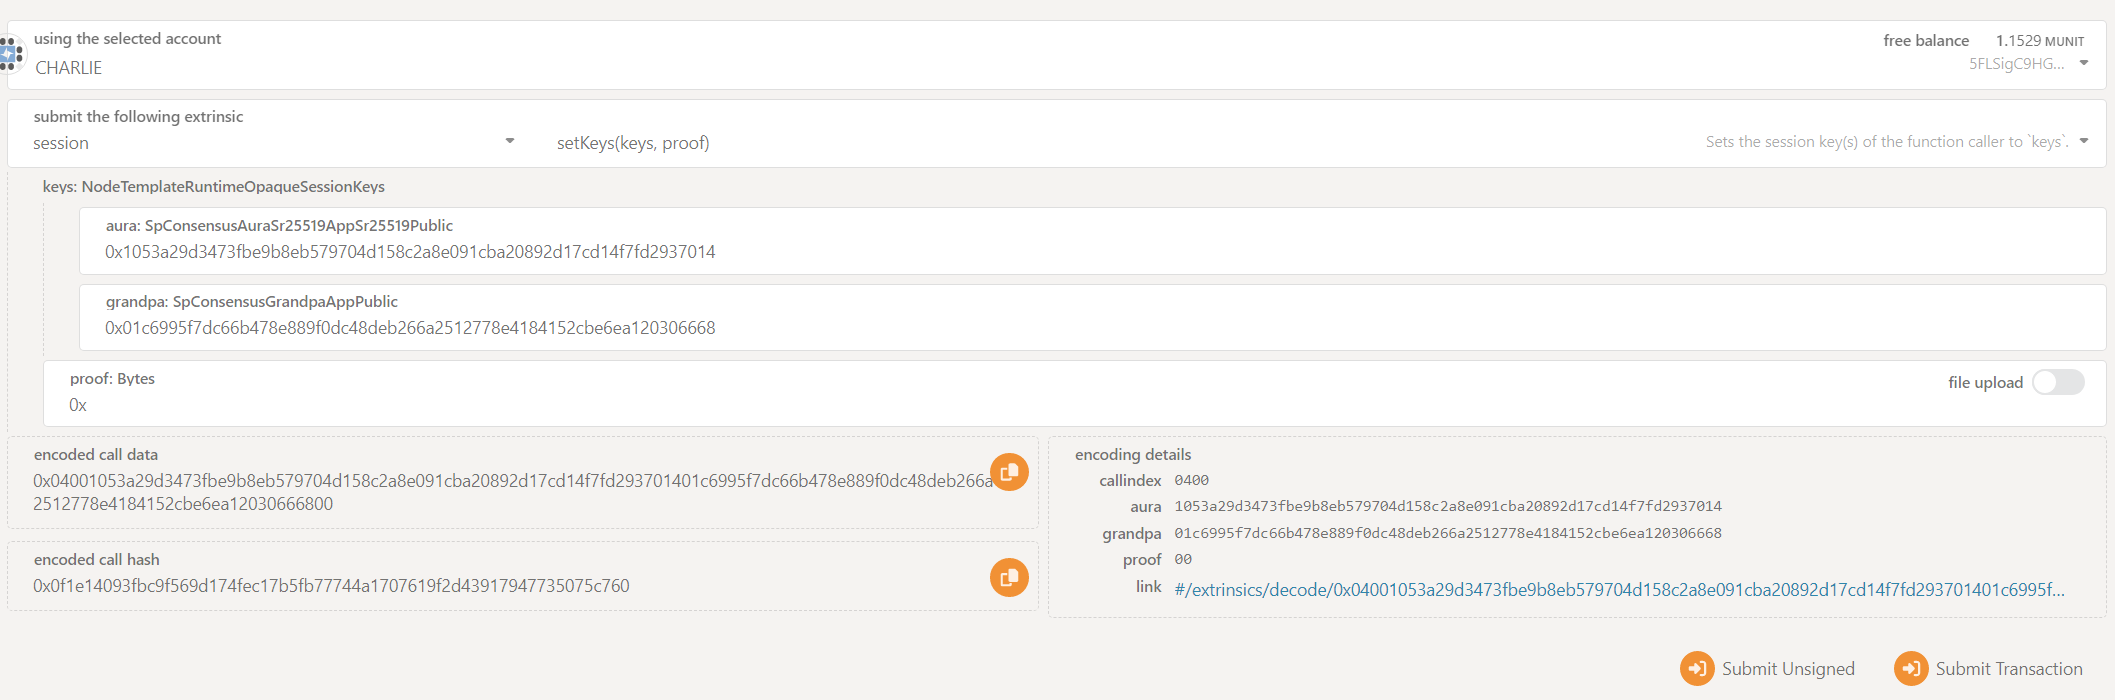 using the selected account
CHARLIE
free balance 1.1529 MUNIT
5FLSigC9HG...
submit the following extrinsic
session
setKeys(keys, proof)
Sets the session key(s) of the function caller to `keys`.
keys: NodeTemplateRuntimeOpaqueSessionKeys
aura: SpConsensusAuraSr25519AppSr25519Public
0x1053a29d3473fbe9b8eb579704d158c2a8e091cba20892d17cd14f7fd2937014
grandpa: SpConsensusGrandpaAppPublic
0x01c6995f7dc66b478e889f0dc48deb266a2512778e4184152cbe6ea120306668
proof: Bytes
0x
file upload
encoded call data
0x04001053a29d3473fbe9b8eb579704d158c2a8e091cba20892d17cd14f7fd293701401c6995f7dc66b478e889f0dc48deb266a
2512778e4184152cbe6ea12030666800
encoded call hash
0x0f1e14093fbc9f569d174fec17b5fb77744a1707619f2d43917947735075c760
encoding details
callindex 0400
aura 1053a29d3473fbe9b8eb579704d158c2a8e091cba20892d17cd14f7fd2937014
grandpa 01c6995f7dc66b478e889f0dc48deb266a2512778e4184152cbe6ea120306668
proof 00
link #/extrinsics/decode/0x04001053a29d3473fbe9b8eb579704d158c2a8e091cba20892d17cd14f7fd293701401c6995f...
Submit Unsigned
Submit Transaction